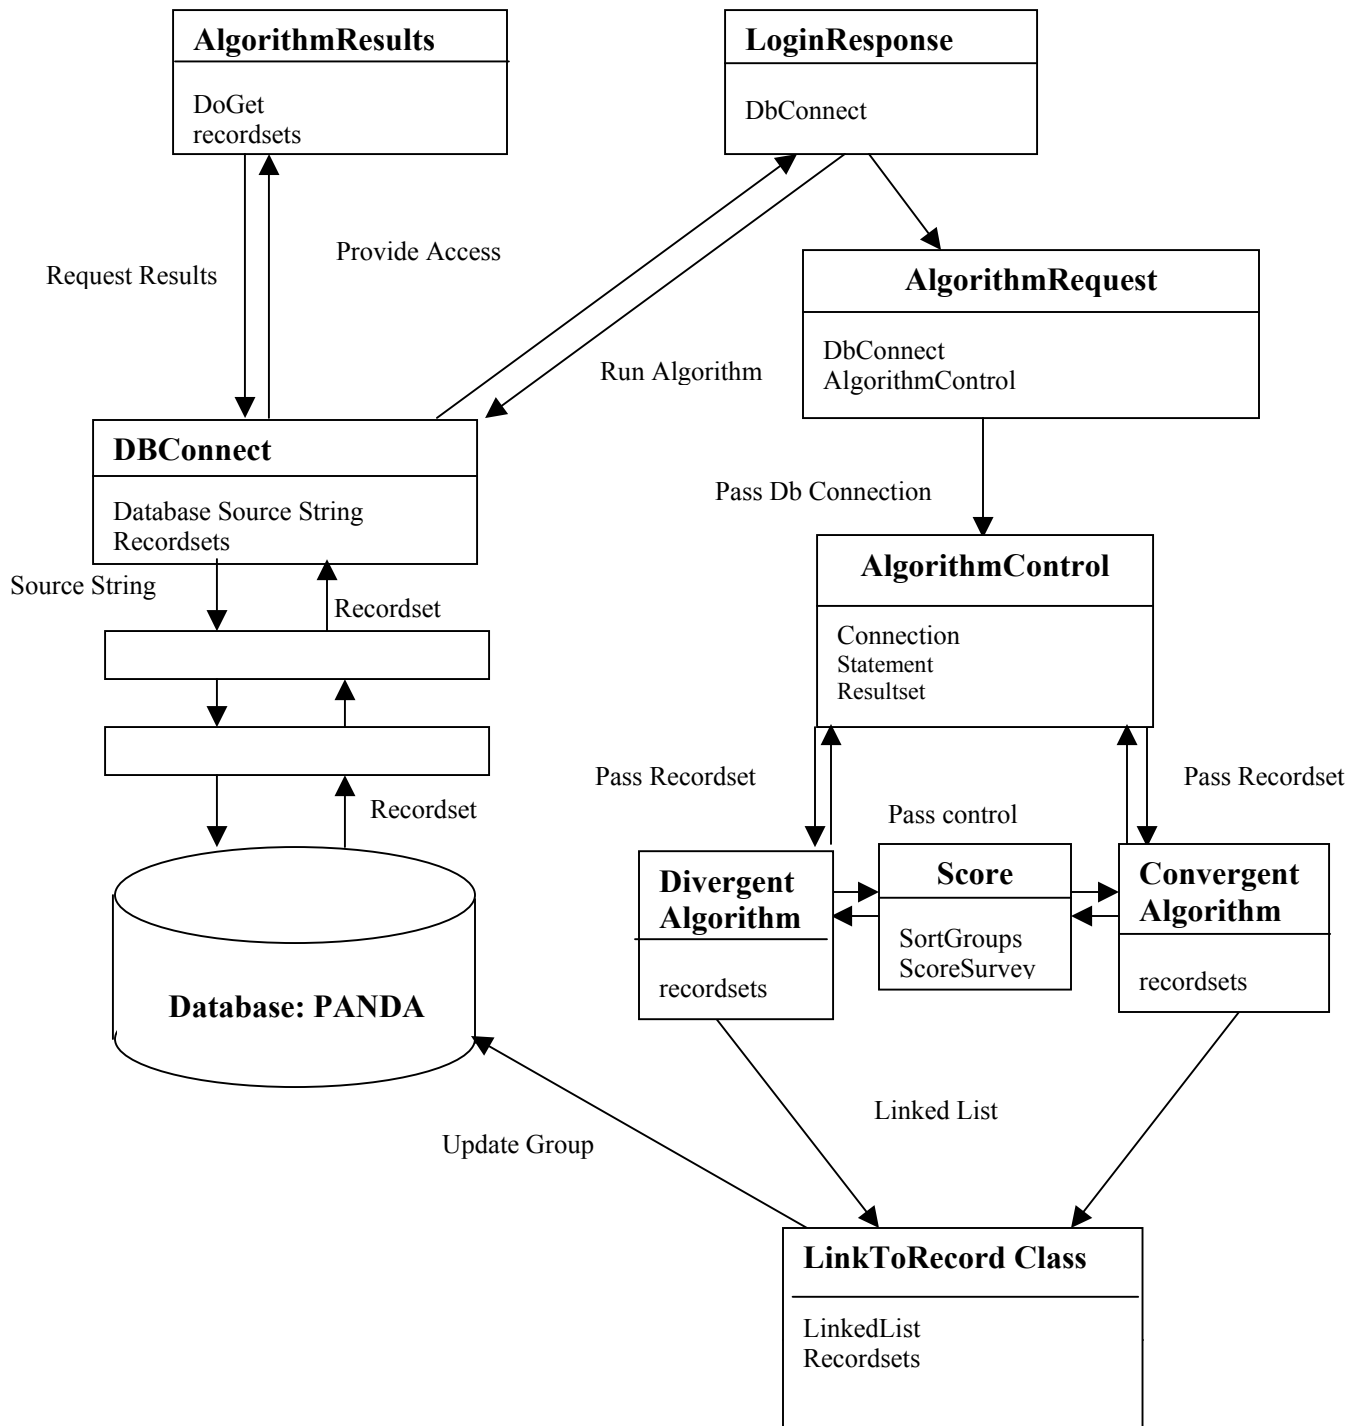 AlgorithmResults
DoGet
recordsets
LoginResponse
DbConnect
Request Results
Provide Access
AlgorithmRequest
DbConnect
AlgorithmControl
Run Algorithm
DBConnect
Database Source String
Recordsets
Pass Db Connection
Source String
Recordset
AlgorithmControl
Connection
Statement
Resultset
Recordset
Pass Recordset
Pass control
Pass Recordset
Divergent
Algorithm
recordsets
Score
SortGroups
ScoreSurvey
Convergent
Algorithm
recordsets
Database: PANDA
Linked List
Update Group
LinkToRecord Class
LinkedList
Recordsets